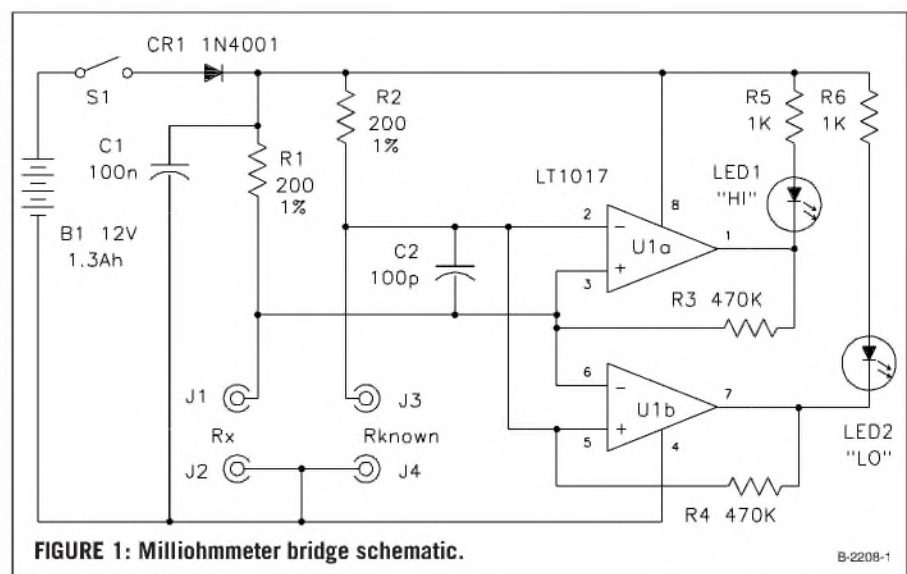 CR1 1N4001
S1
C1
100n
B1 12V
1.3Ah
R1
200
1%
R2
200
1%
C2
100p
LT1017
2
−
8
U1a
1
+
3
R3 470K
R5
1K
R6
1K
LED1
"HI"
6
−
7
U1b
+
5
4
R4 470K
LED2
"LO"
J1
J3
Rx
Rknown
J2
J4
FIGURE 1: Milliohmmeter bridge schematic.
B-2208-1